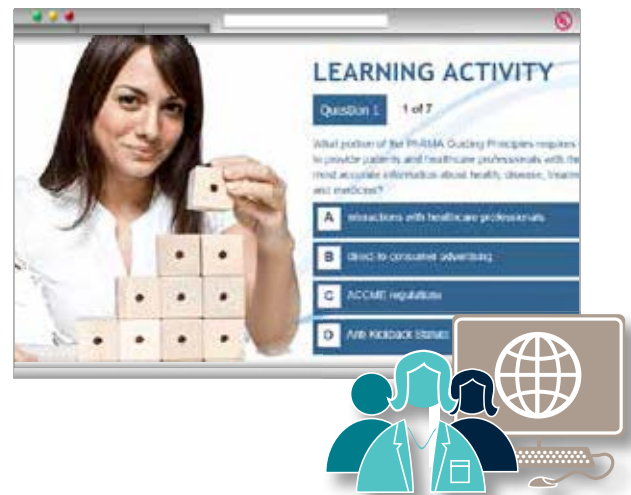 LEARNING ACTIVITY
Question 1
1 of 7
What portion of the PhRMA Guiding Principles requires
to provide patients and healthcare professionals with the
most accurate information about health, disease,
and medicine?
A interactions with healthcare professionals
B direct to consumer advertising
C ACCME regulations
D Anti Kickback Statute